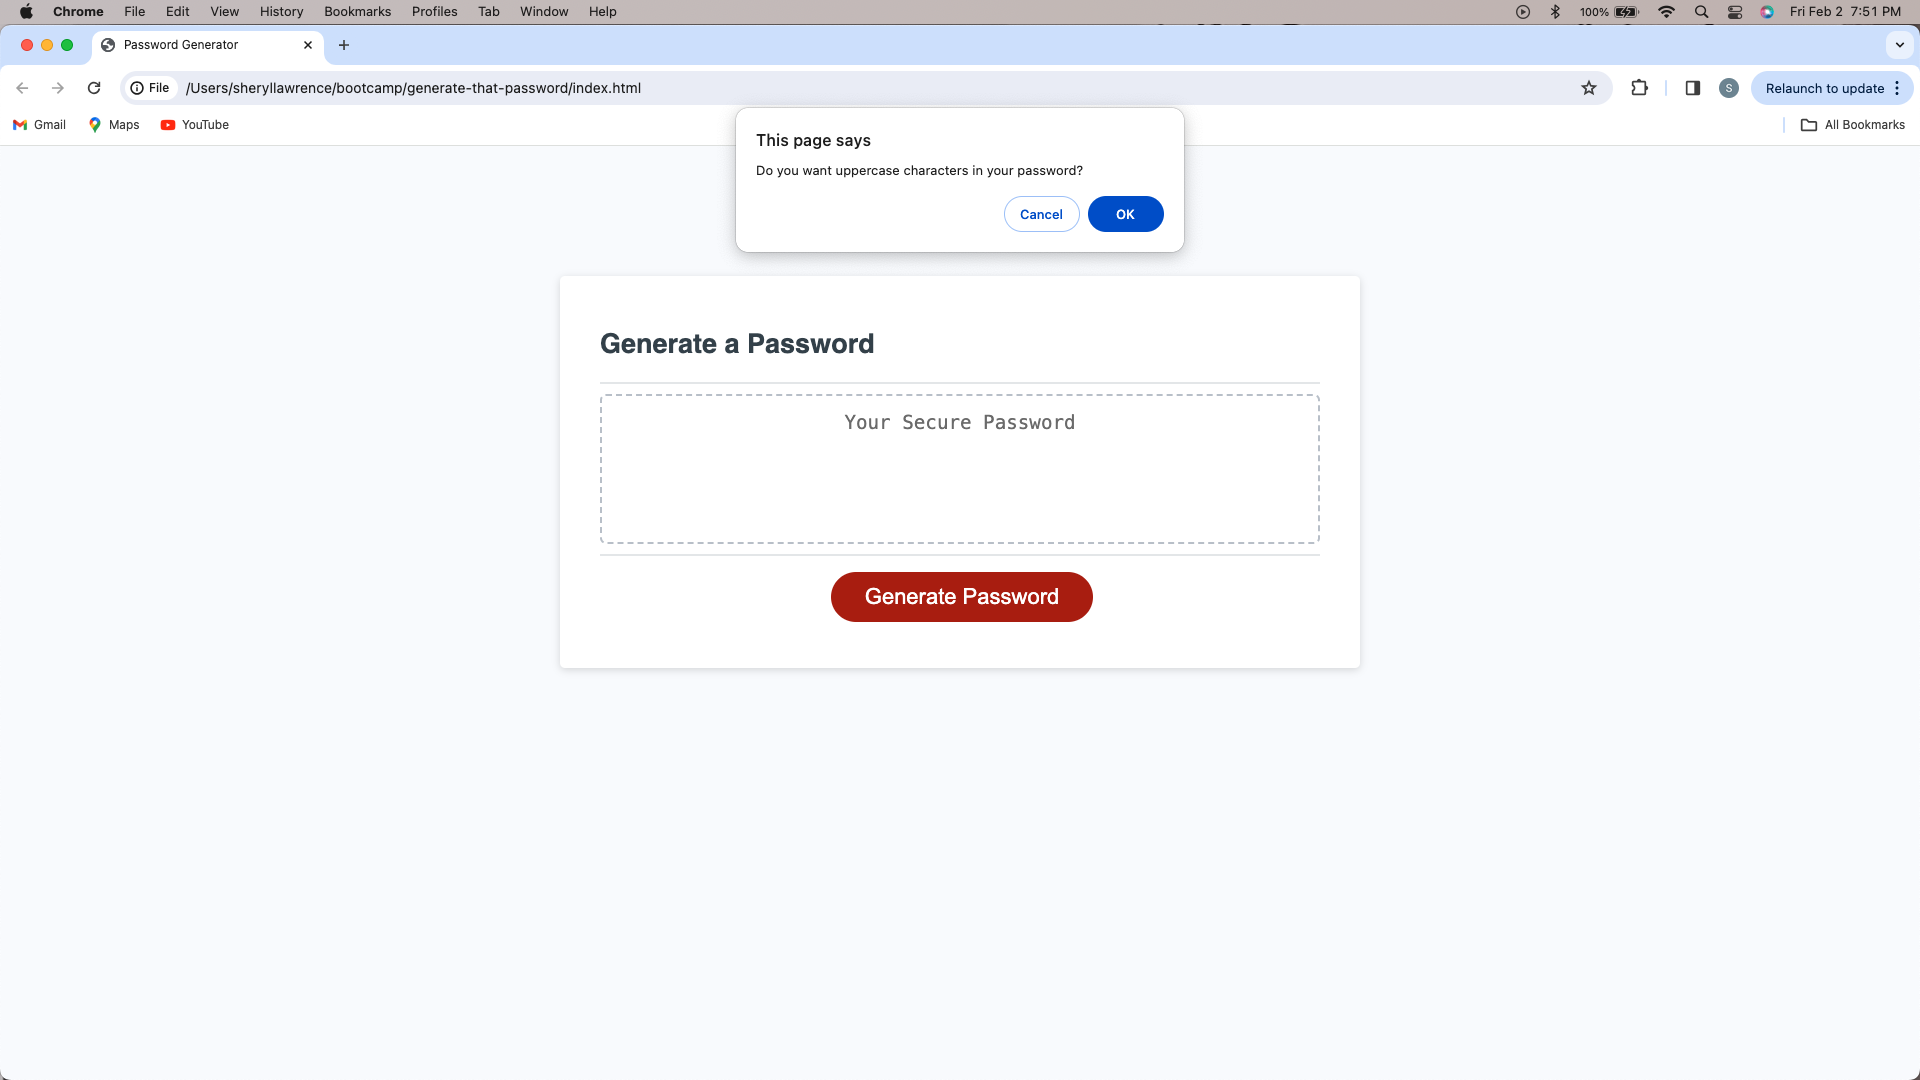 Chrome File Edit View History Bookmarks Profiles Tab Window Help 100% Fri Feb 2 7:51 PM
Password Generator
File /Users/sheryllawrence/bootcamp/generate-that-password/index.html S Relaunch to update
Gmail Maps YouTube All Bookmarks
This page says
Do you want uppercase characters in your password?
Cancel OK
Generate a Password
Your Secure Password
Generate Password